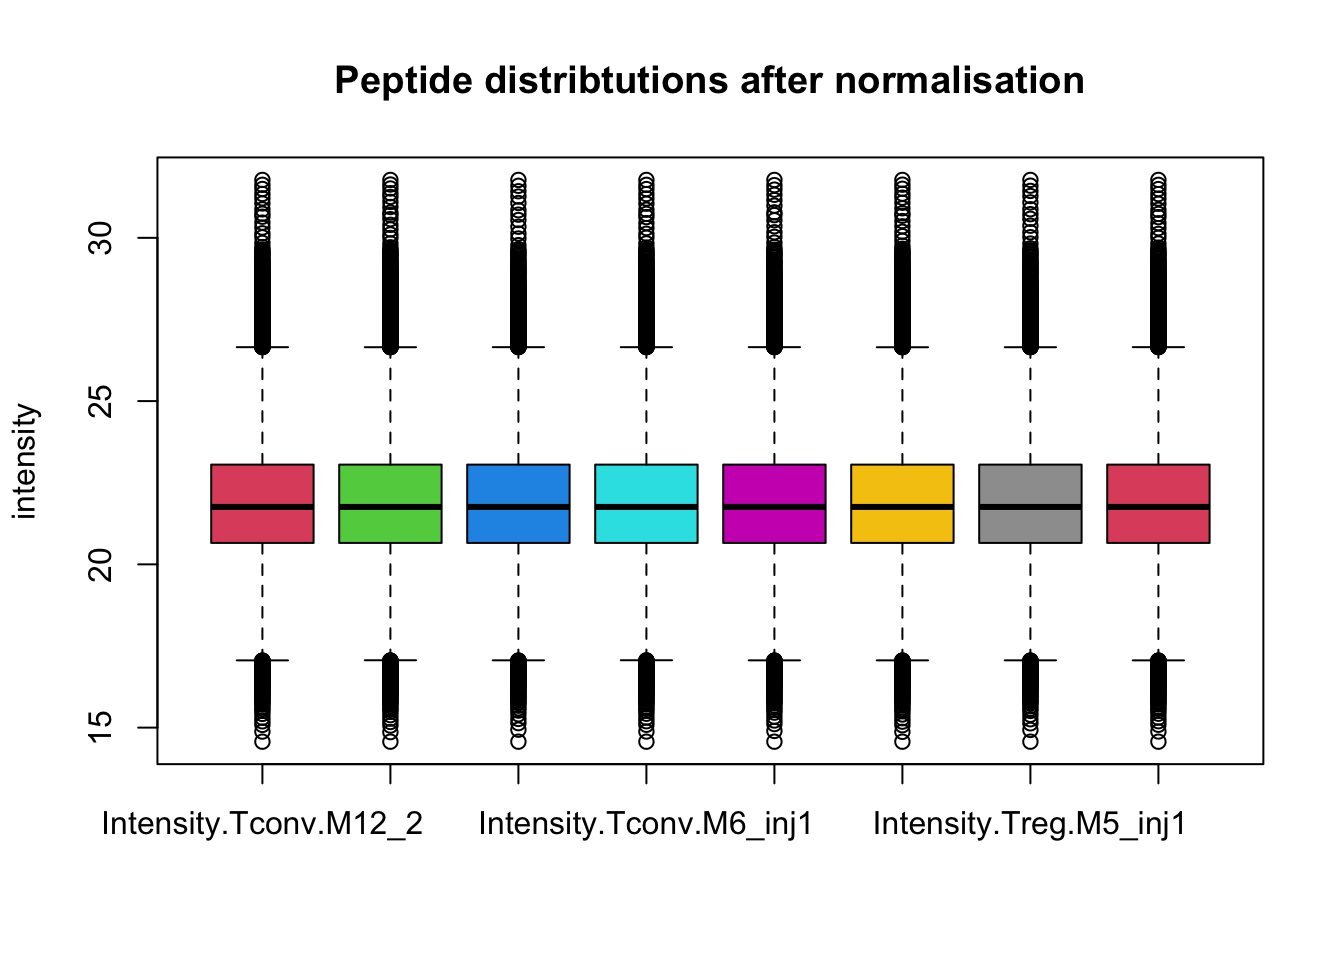 Peptide distribtutions after normalisation
intensity
30
25
20
15
Intensity.Tconv.M12_2 Intensity.Tconv.M6_inj1 Intensity.Treg.M5_inj1